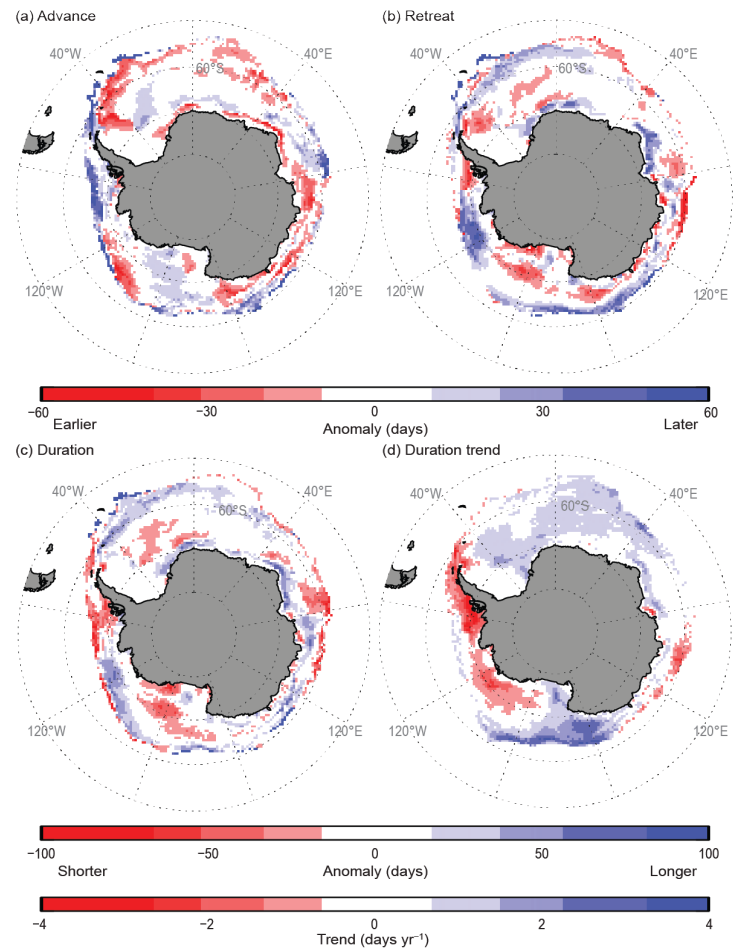 (a) Advance
(b) Retreat
40°W
40°E
60°S
120°W
120°E
40°W
40°E
60°S
120°W
120°E
−60
−30
0
30
60
Earlier
Anomaly (days)
Later
(c) Duration
(d) Duration trend
40°W
40°E
60°S
120°W
120°E
40°W
40°E
60°S
120°W
120°E
−100
−50
0
50
100
Shorter
Anomaly (days)
Longer
−4
−2
0
2
4
Trend (days yr⁻¹)